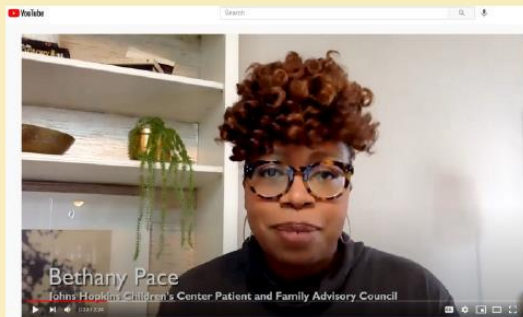 YouTube
Search
Bethany Pace
Johns Hopkins Children's Center Patient and Family Advisory Council